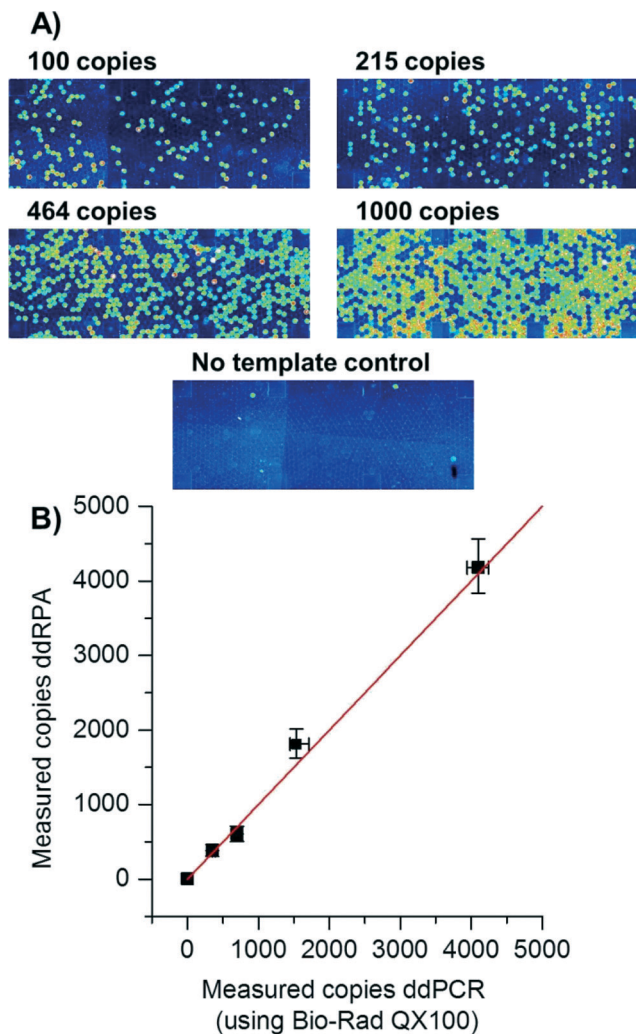 A)
100 copies 215 copies
464 copies 1000 copies
No template control
B)
5000
4000
3000
2000
1000
0
Measured copies ddRPA
0 1000 2000 3000 4000 5000
Measured copies ddPCR
(using Bio-Rad QX100)